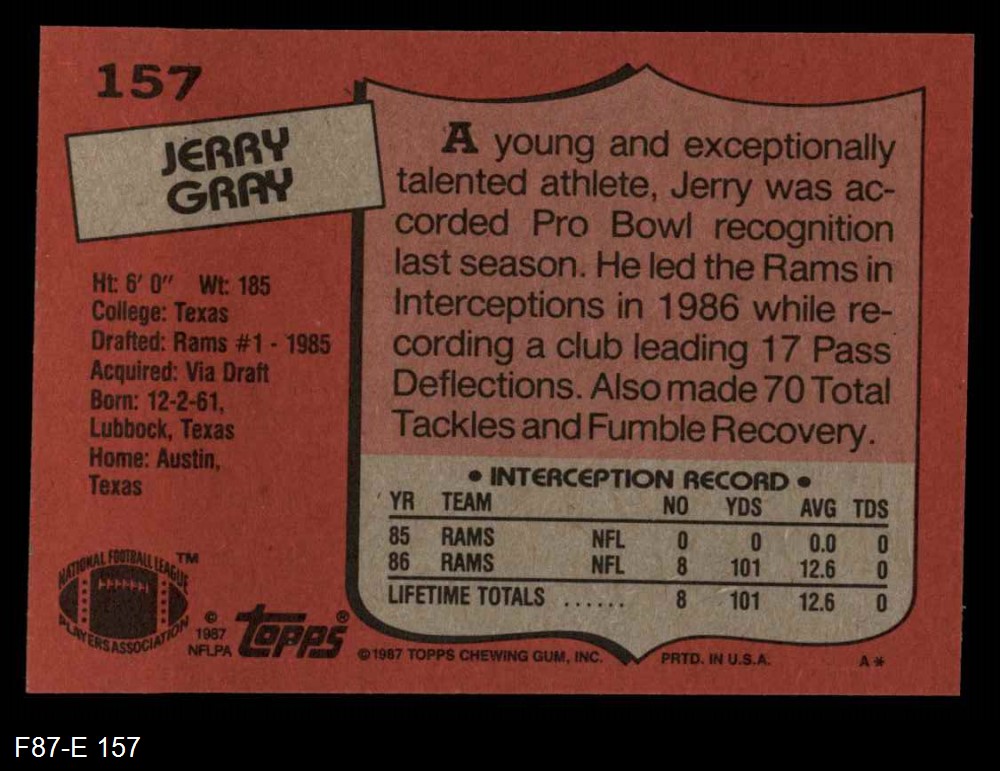 157
JERRY
GRAY
Ht: 6' 0" Wt: 185
College: Texas
Drafted: Rams #1 - 1985
Acquired: Via Draft
Born: 12-2-61,
Lubbock, Texas
Home: Austin,
Texas
A young and exceptionally
talented athlete, Jerry was ac-
corded Pro Bowl recognition
last season. He led the Rams in
Interceptions in 1986 while re-
cording a club leading 17 Pass
Deflections. Also made 70 Total
Tackles and Fumble Recovery.
• INTERCEPTION RECORD •
YR TEAM NO YDS AVG TDS
85 RAMS NFL 0 0 0.0 0
86 RAMS NFL 8 101 12.6 0
LIFETIME TOTALS ...... 8 101 12.6 0
NATIONAL FOOTBALL LEAGUE ™
PLAYERS ASSOCIATION
© 1987 NFLPA
topps®
©1987 TOPPS CHEWING GUM, INC. PRTD. IN U.S.A. A*
F87-E 157